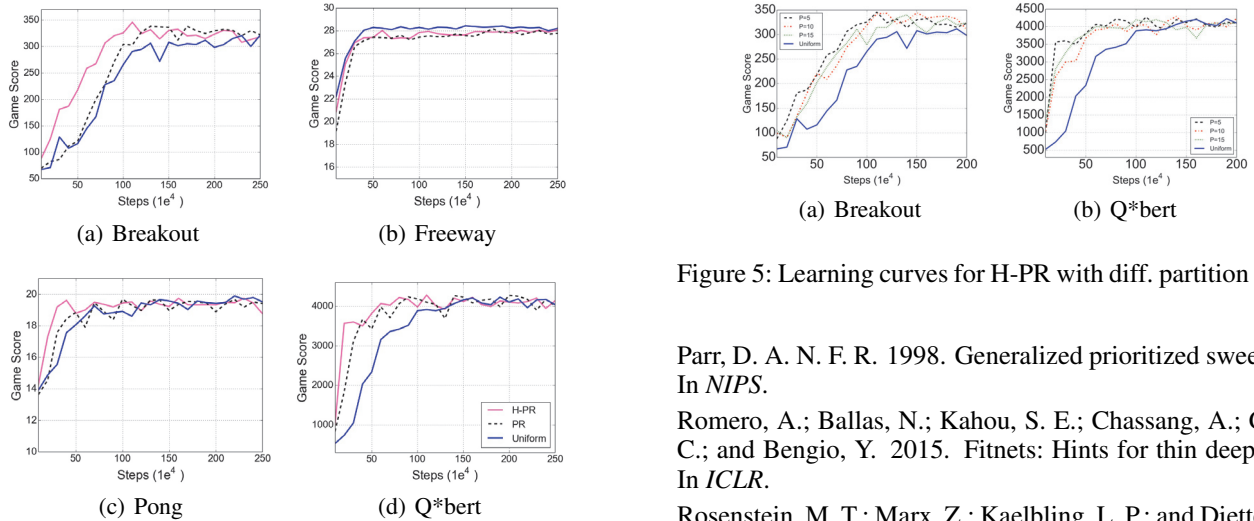 350
300
250
200
150
100
50
Game Score
50 100 150 200 250
Steps (1e⁴ )
(a) Breakout
30
28
26
24
22
20
18
16
Game Score
50 100 150 200 250
Steps (1e⁴ )
(b) Freeway
20
18
16
14
12
10
Game Score
50 100 150 200 250
Steps (1e⁴ )
(c) Pong
4000
3000
2000
1000
Game Score
H-PR
PR
Uniform
50 100 150 200 250
Steps (1e⁴ )
(d) Q*bert
350
300
250
200
150
100
50
Game Score
P=5
P=10
P=15
Uniform
50 100 150 200
Steps (1e⁴ )
(a) Breakout
4500
4000
3500
3000
2500
2000
1500
1000
500
Game Score
P=5
P=10
P=15
Uniform
50 100 150 200
Steps (1e⁴ )
(b) Q*bert
Figure 5: Learning curves for H-PR with diff. partition
Parr, D. A. N. F. R. 1998. Generalized prioritized swee
In NIPS.
Romero, A.; Ballas, N.; Kahou, S. E.; Chassang, A.;
C.; and Bengio, Y. 2015. Fitnets: Hints for thin deep
In ICLR.
Rosenstein, M. T.; Marx, Z.; Kaelbling, L. P.; and Diette